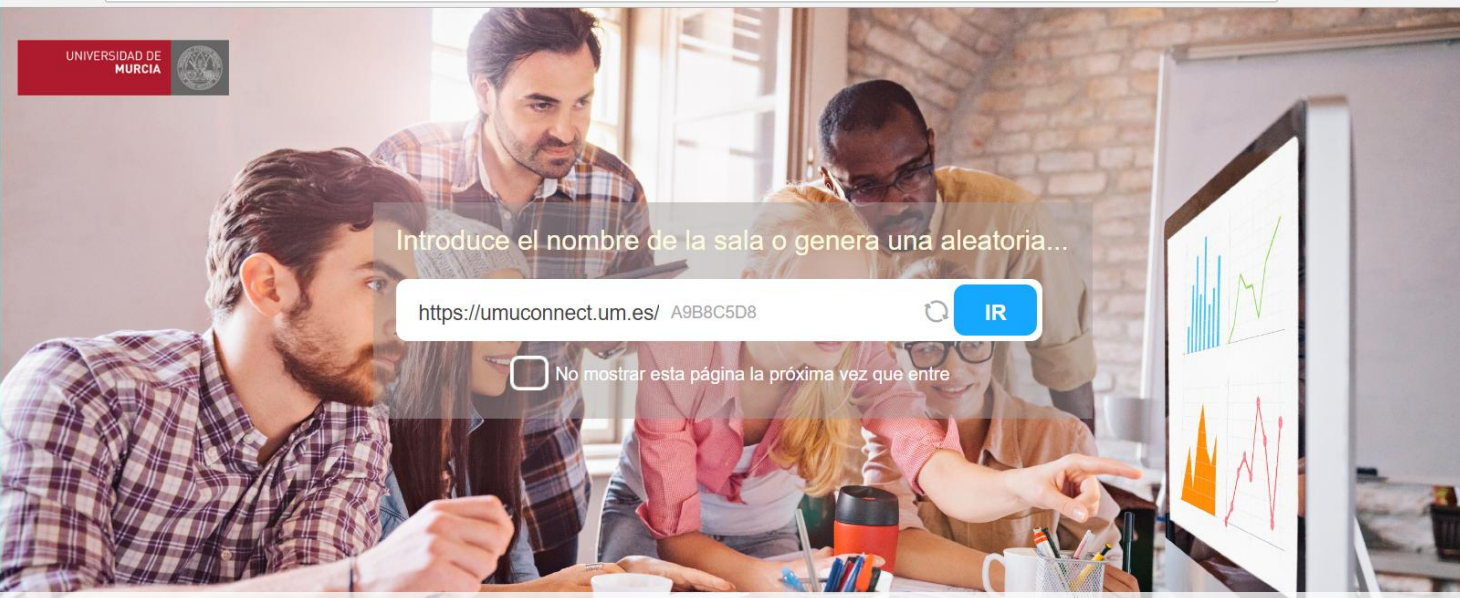 UNIVERSIDAD DE
MURCIA
Introduce el nombre de la sala o genera una aleatoria...
https://umuconnect.um.es/ A9B8C5D8
IR
No mostrar esta página la próxima vez que entre